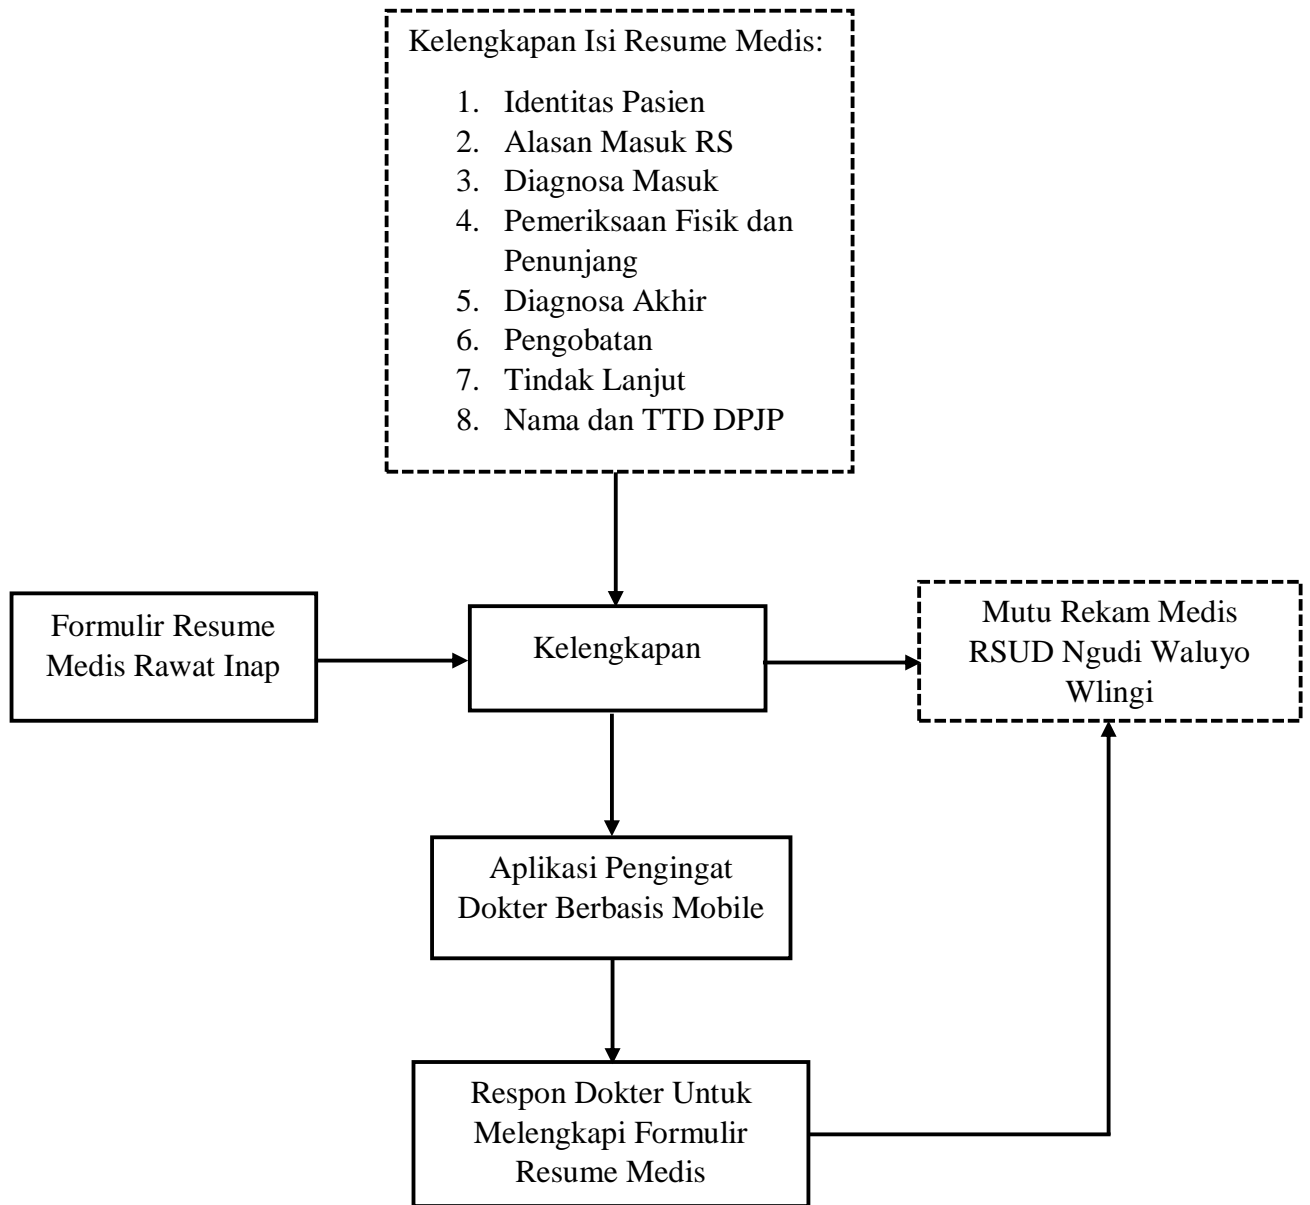 Kelengkapan Isi Resume Medis:
1. Identitas Pasien
2. Alasan Masuk RS
3. Diagnosa Masuk
4. Pemeriksaan Fisik dan
Penunjang
5. Diagnosa Akhir
6. Pengobatan
7. Tindak Lanjut
8. Nama dan TTD DPJP
Formulir Resume
Medis Rawat Inap
Kelengkapan
Mutu Rekam Medis
RSUD Ngudi Waluyo
Wlingi
Aplikasi Pengingat
Dokter Berbasis Mobile
Respon Dokter Untuk
Melengkapi Formulir
Resume Medis